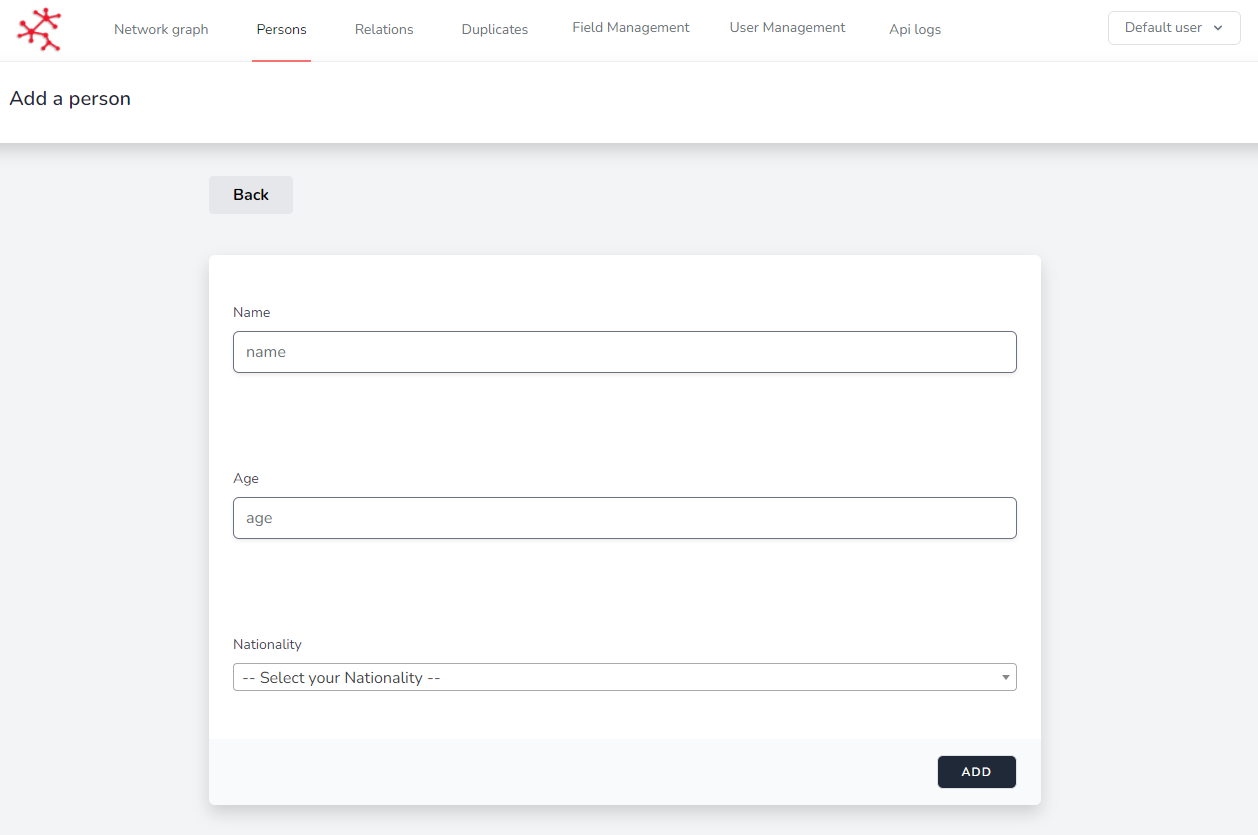 Network graph Persons Relations Duplicates Field Management User Management Api logs Default user
Add a person
Back
Name
name
Age
age
Nationality
-- Select your Nationality --
ADD